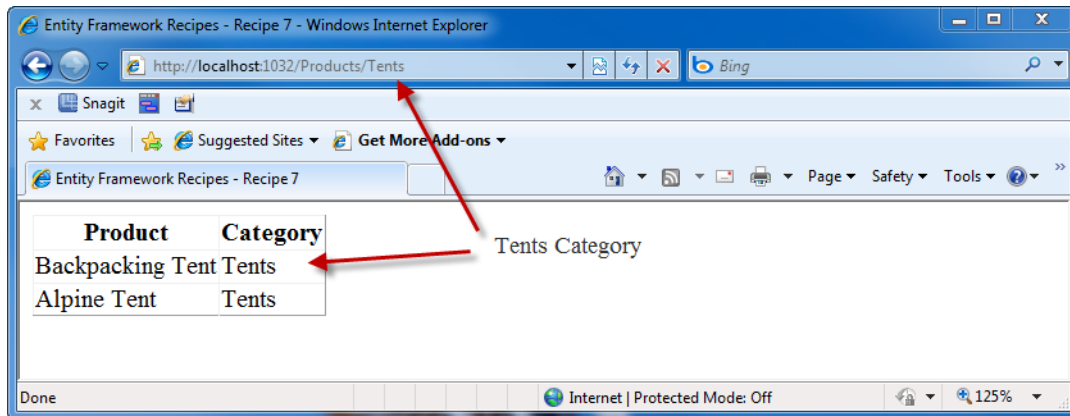 Entity Framework Recipes - Recipe 7 - Windows Internet Explorer
http://localhost:1032/Products/Tents
Bing
x Snagit
Favorites Suggested Sites Get More Add-ons
Entity Framework Recipes - Recipe 7
Page Safety Tools
Product Category
Backpacking Tent Tents
Alpine Tent Tents
Tents Category
Done
Internet | Protected Mode: Off
125%